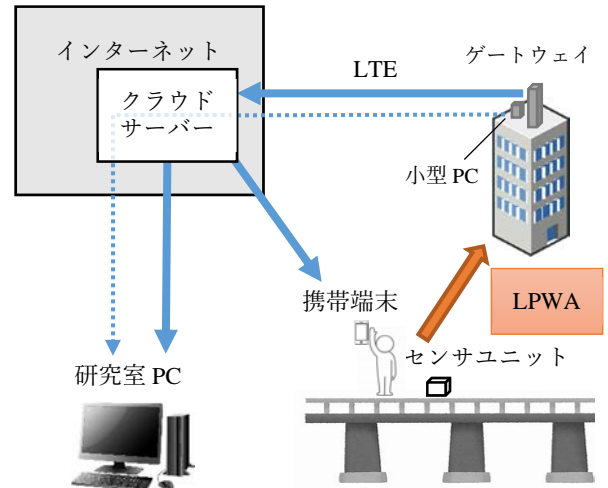 インターネット
クラウド
サーバー
LTE
ゲートウェイ
小型 PC
LPWA
携帯端末
センサユニット
研究室 PC